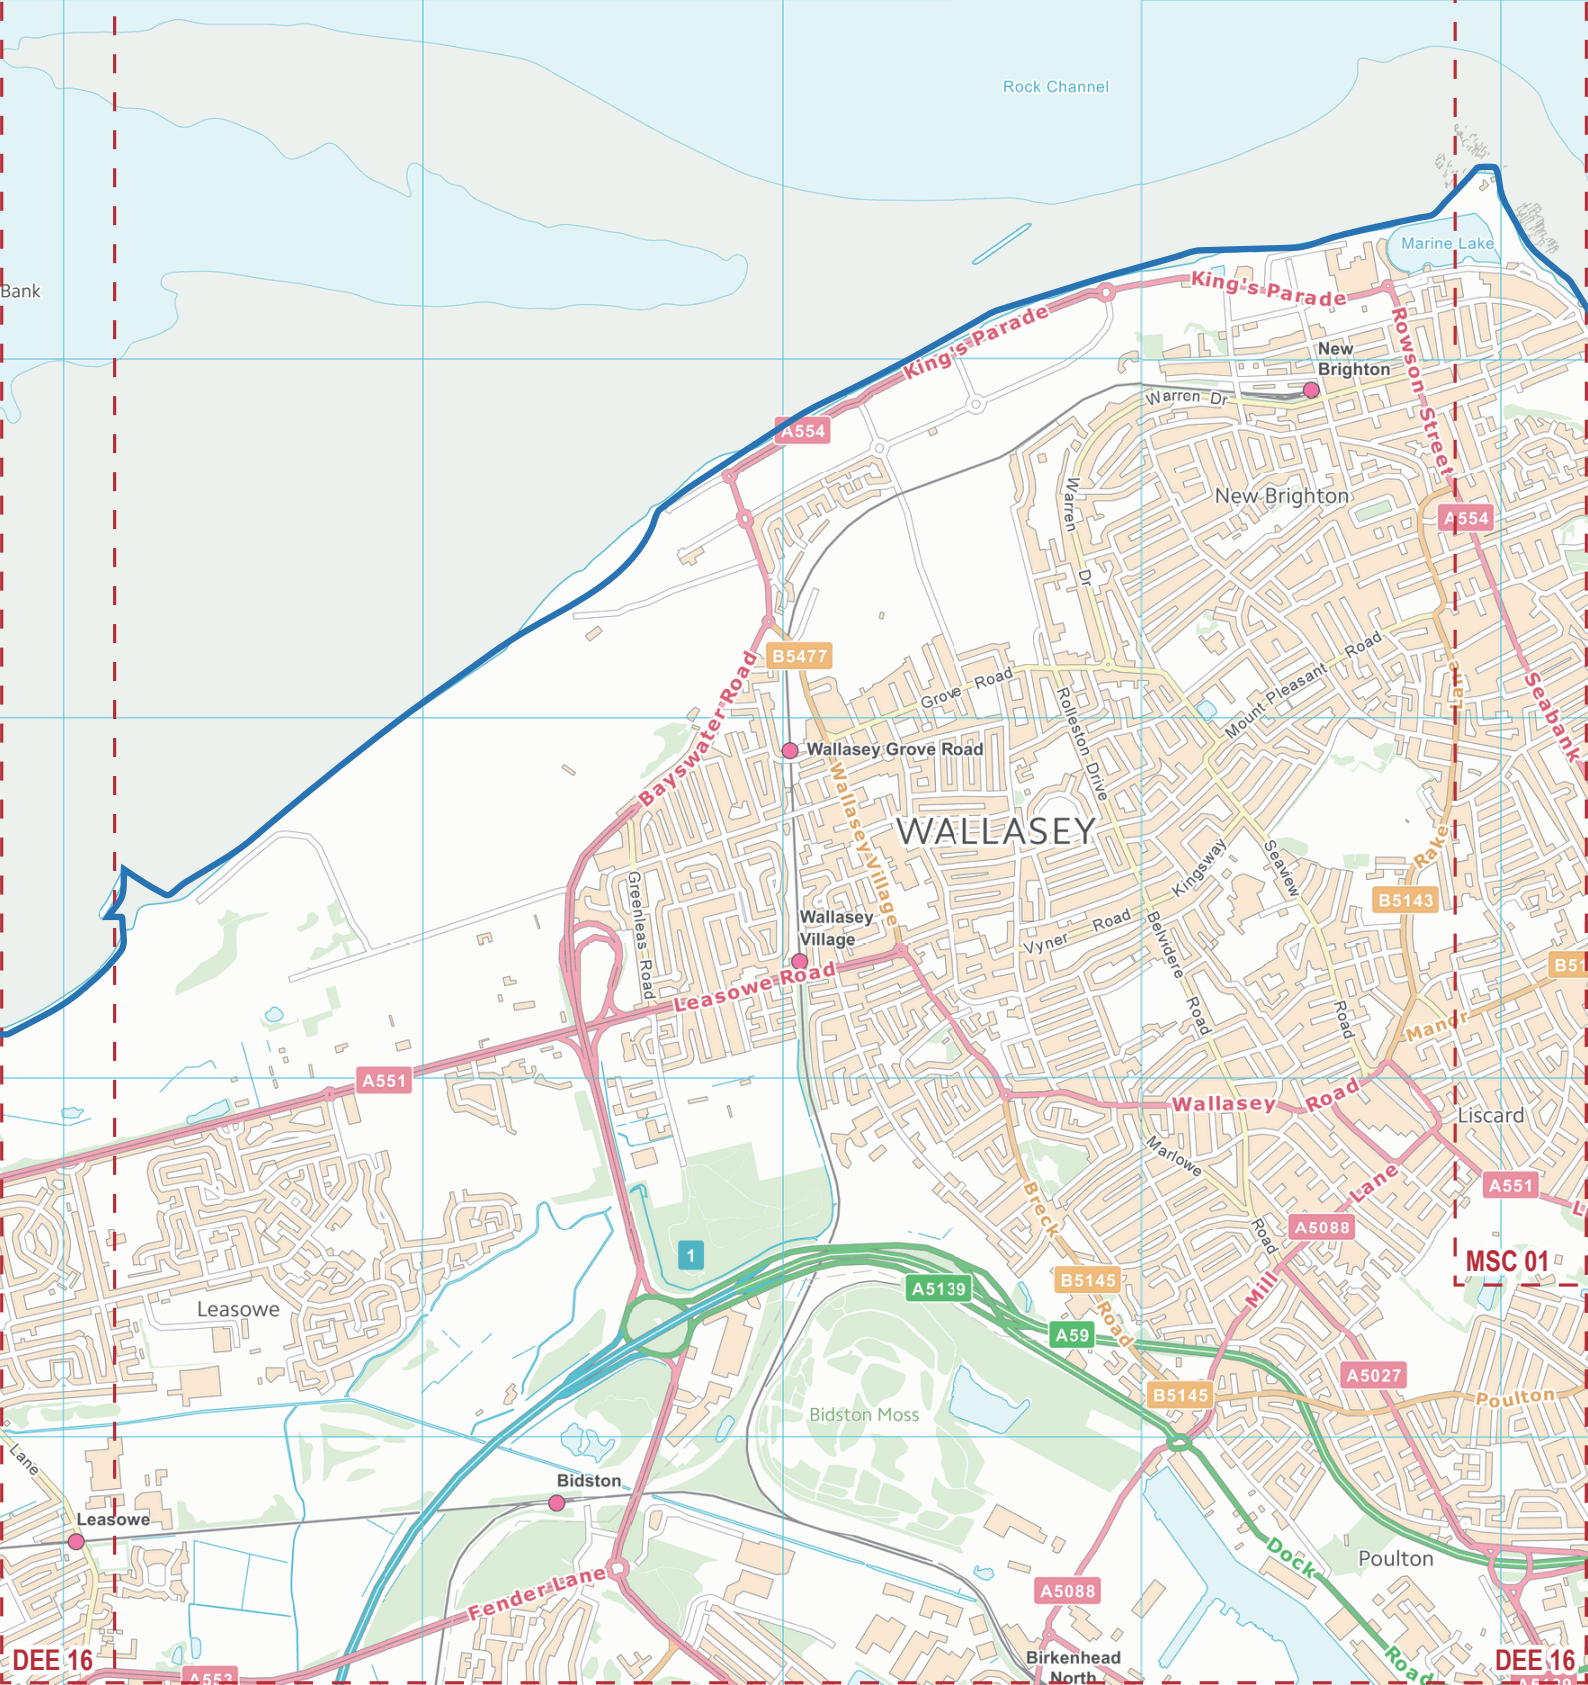 Rock Channel
Marine Lake
Bank
King's Parade
King's Parade
New
Brighton
Rowson Street
Warren Dr
A554
Warren
Dr
New Brighton
A554
Mount Pleasant Road
B5477
Grove Road
Bayswater Road
Rolleston Drive
Lane
Seabank
Wallasey Grove Road
Wallasey Village
WALLASEY
Kingsway
Seaview
Road
Rake
Greenleas Road
B5143
Wallasey
Village
Vyner Road
Belvidere Road
B51
Leasowe Road
Manor
A551
Wallasey Road
Liscard
Marlowe
Road
Lane
A551
L
Breck
Road
A5088
1
MSC 01
B5145
A5139
Mill
Leasowe
A59
A5027
B5145
Poulton
Bidston Moss
Lane
Bidston
Leasowe
Dock
Road
Poulton
Fender Lane
A5088
DEE 16
Birkenhead
North
DEE 16
A553